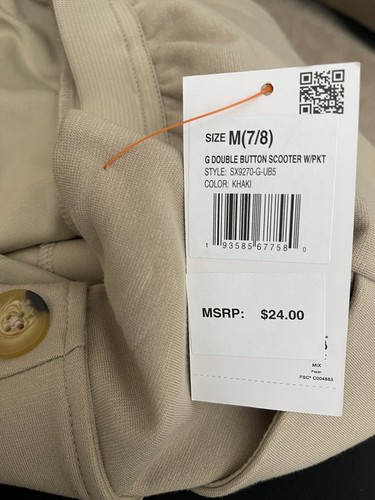 SIZE M(7/8)
G DOUBLE BUTTON SCOOTER W/PKT
STYLE: SX9270-G-UB5
COLOR: KHAKI
1 93585 67758 0
MSRP: $24.00
MIX
Paper
FSC® C004863